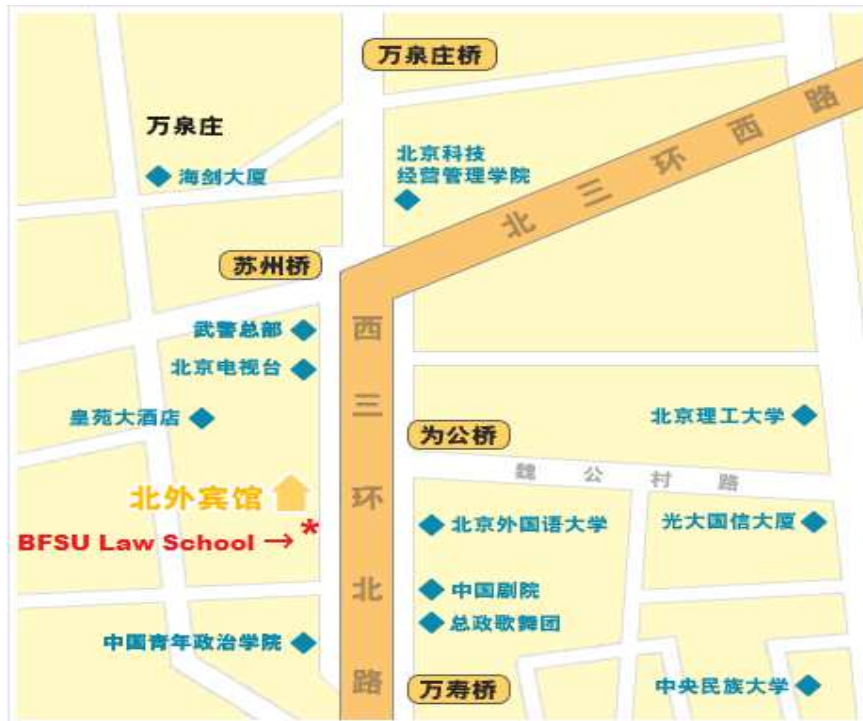 万泉庄桥
万泉庄
海剑大厦
北京科技
经营管理学院
北三环西路
苏州桥
武警总部
北京电视台
皇苑大酒店
西三环北路
为公桥
北京理工大学
魏公村路
北外宾馆
BFSU Law School → *
北京外国语大学
光大国信大厦
中国剧院
总政歌舞团
中国青年政治学院
万寿桥
中央民族大学